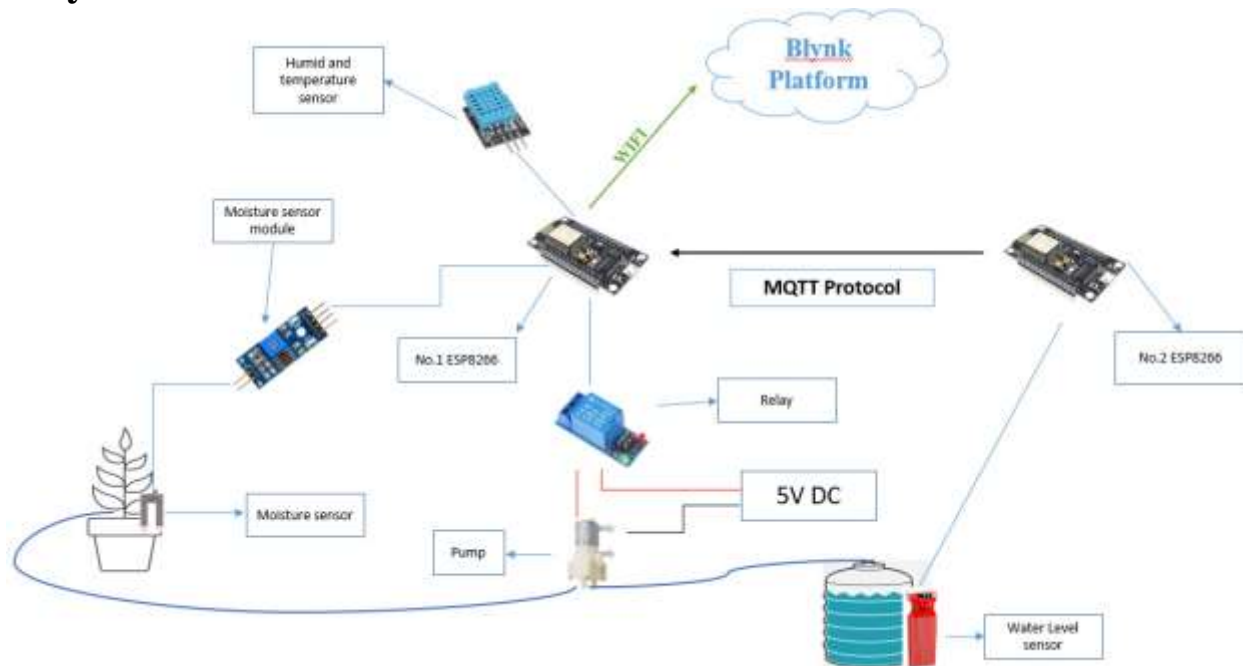 Blynk
Platform
Humid and
temperature
sensor
WIFI
Moisture sensor
module
MQTT Protocol
No.1 ESP8266
No.2 ESP8266
Relay
5V DC
Moisture sensor
Pump
Water Level
sensor